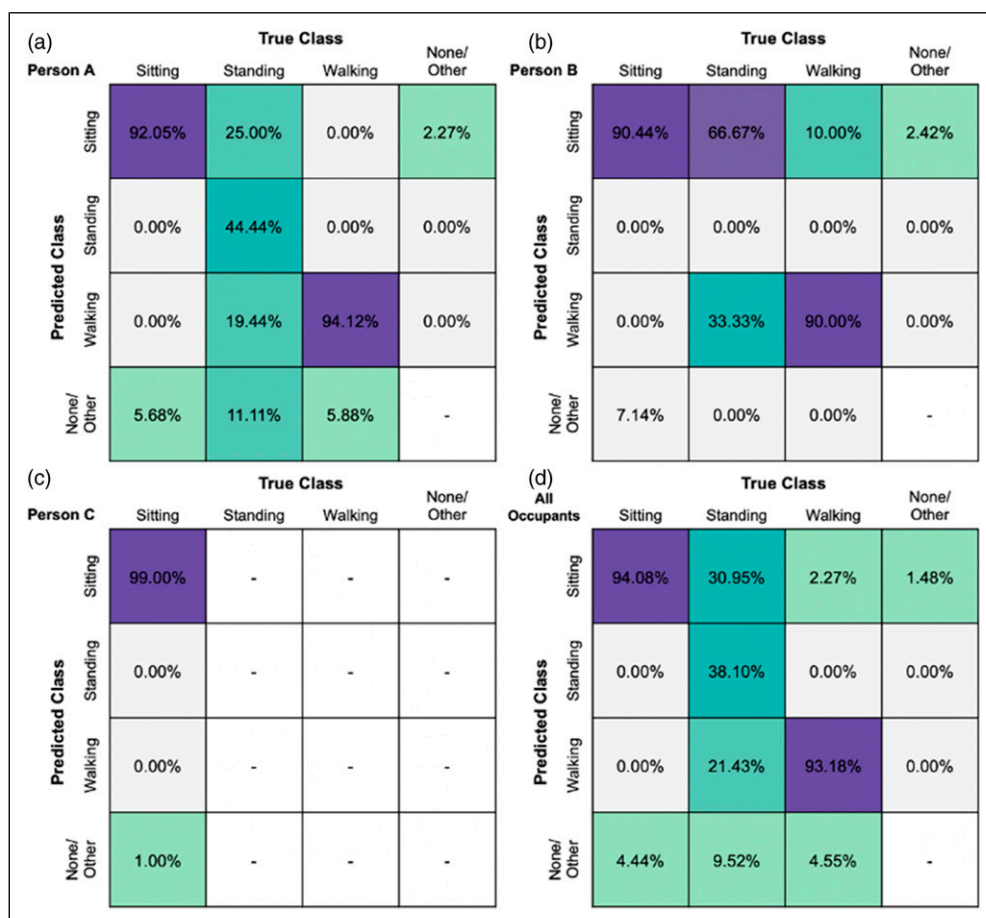 (a) True Class (b) True Class
Person A Sitting Standing Walking None/ Other Person B Sitting Standing Walking None/ Other
Predicted Class Predicted Class
Sitting 92.05% 25.00% 0.00% 2.27% Sitting 90.44% 66.67% 10.00% 2.42%
Standing 0.00% 44.44% 0.00% 0.00% Standing 0.00% 0.00% 0.00% 0.00%
Walking 0.00% 19.44% 94.12% 0.00% Walking 0.00% 33.33% 90.00% 0.00%
None/ Other 5.68% 11.11% 5.88% - None/ Other 7.14% 0.00% 0.00% -
(c) True Class (d) True Class
Person C Sitting Standing Walking None/ Other All Occupants Sitting Standing Walking None/ Other
Predicted Class Predicted Class
Sitting 99.00% - - - Sitting 94.08% 30.95% 2.27% 1.48%
Standing 0.00% - - - Standing 0.00% 38.10% 0.00% 0.00%
Walking 0.00% - - - Walking 0.00% 21.43% 93.18% 0.00%
None/ Other 1.00% - - - None/ Other 4.44% 9.52% 4.55% -